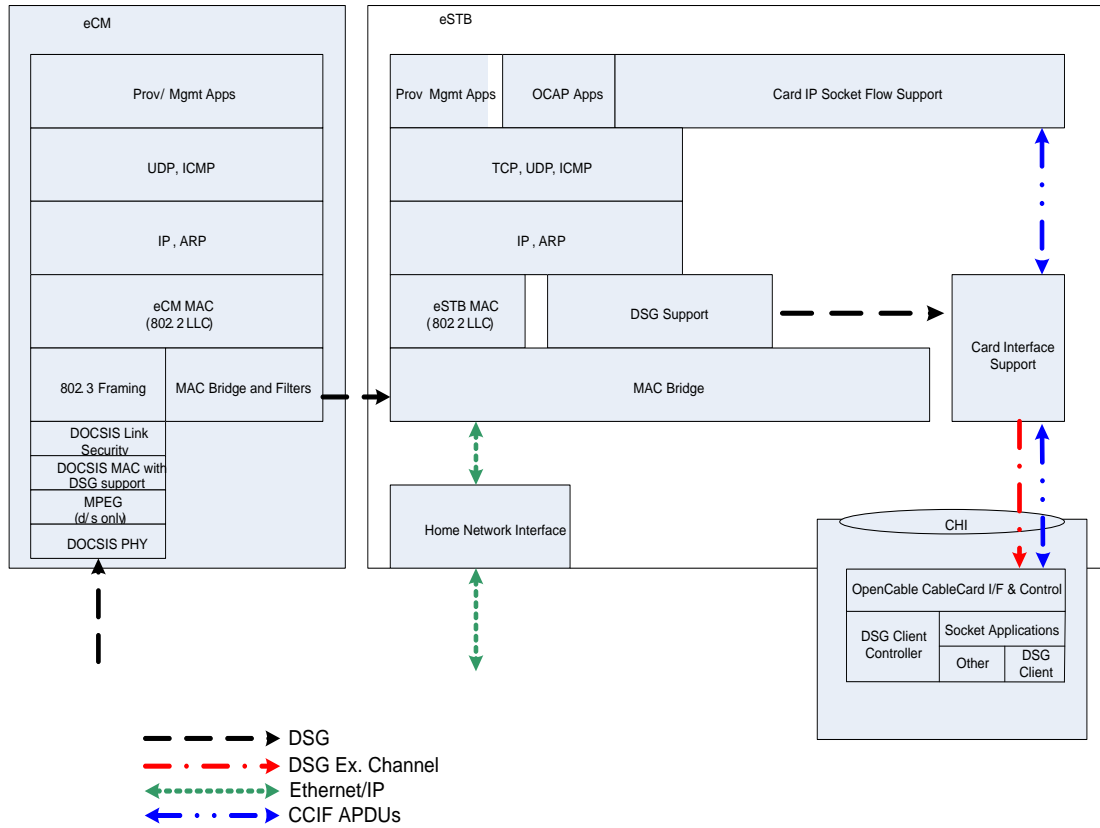 eCM
Prov/ Mgmt Apps
UDP, ICMP
IP , ARP
eCM MAC
(802. 2 LLC)
802. 3 Framing
MAC Bridge and Filters
DOCSIS Link
Security
DOCSIS MAC with
DSG support
MPEG
(d/s only)
DOCSIS PHY
eSTB
Prov Mgmt Apps
OCAP Apps
Card IP Socket Flow Support
TCP, UDP, ICMP
IP , ARP
eSTB MAC
(802 2 LLC)
DSG Support
Card Interface
Support
MAC Bridge
Home Network Interface
CHI
OpenCable CableCard I/F & Control
DSG Client
Controller
Socket Applications
Other
DSG
Client
DSG
DSG Ex. Channel
Ethernet/IP
CCIF APDUs